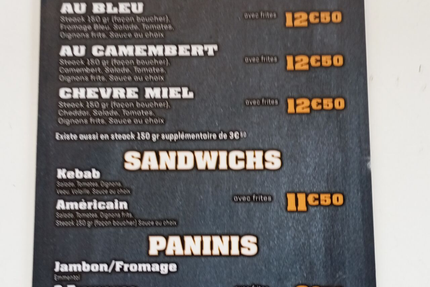 AU BLEU
Steack 150 gr (façon boucher),
Fromage Bleu, Salade, Tomates,
Oignons frits, Sauce au choix
avec frites 12€50
AU CAMEMBERT
Steack 150 gr (façon boucher),
Camembert, Salade, Tomates,
Oignons frits, Sauce au choix
avec frites 12€50
CHEVRE MIEL
Steack 150 gr (façon boucher),
Cheddar, Salade, Tomates,
Oignons frits, Sauce au choix
avec frites 12€50
Existe aussi en steack 150 gr supplémentaire de 3€50
SANDWICHS
Kebab
Salade, Tomates, Oignons,
Veau, Volaille, Sauce au choix
Américain
Salade, Tomates, Oignons frits,
Steack 150 gr (façon boucher) Sauce au choix
avec frites 11€50
PANINIS
Jambon/Fromage
Emmental